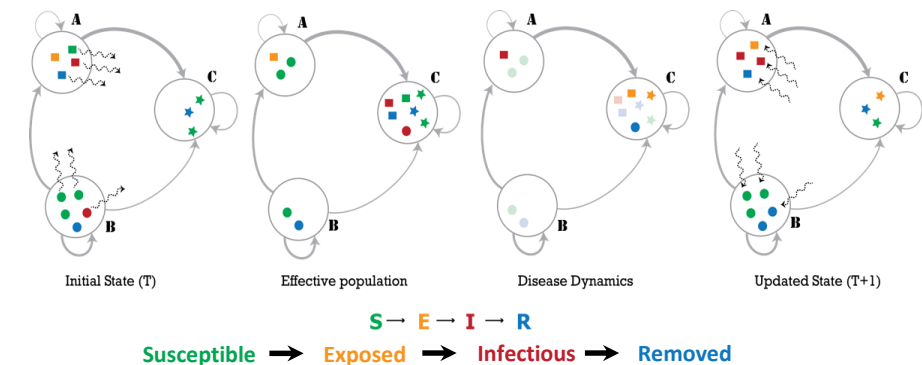 A
C
B
Initial State (T)
A
C
B
Effective population
A
C
B
Disease Dynamics
A
C
B
Updated State (T+1)
S → E → I → R
Susceptible → Exposed → Infectious → Removed